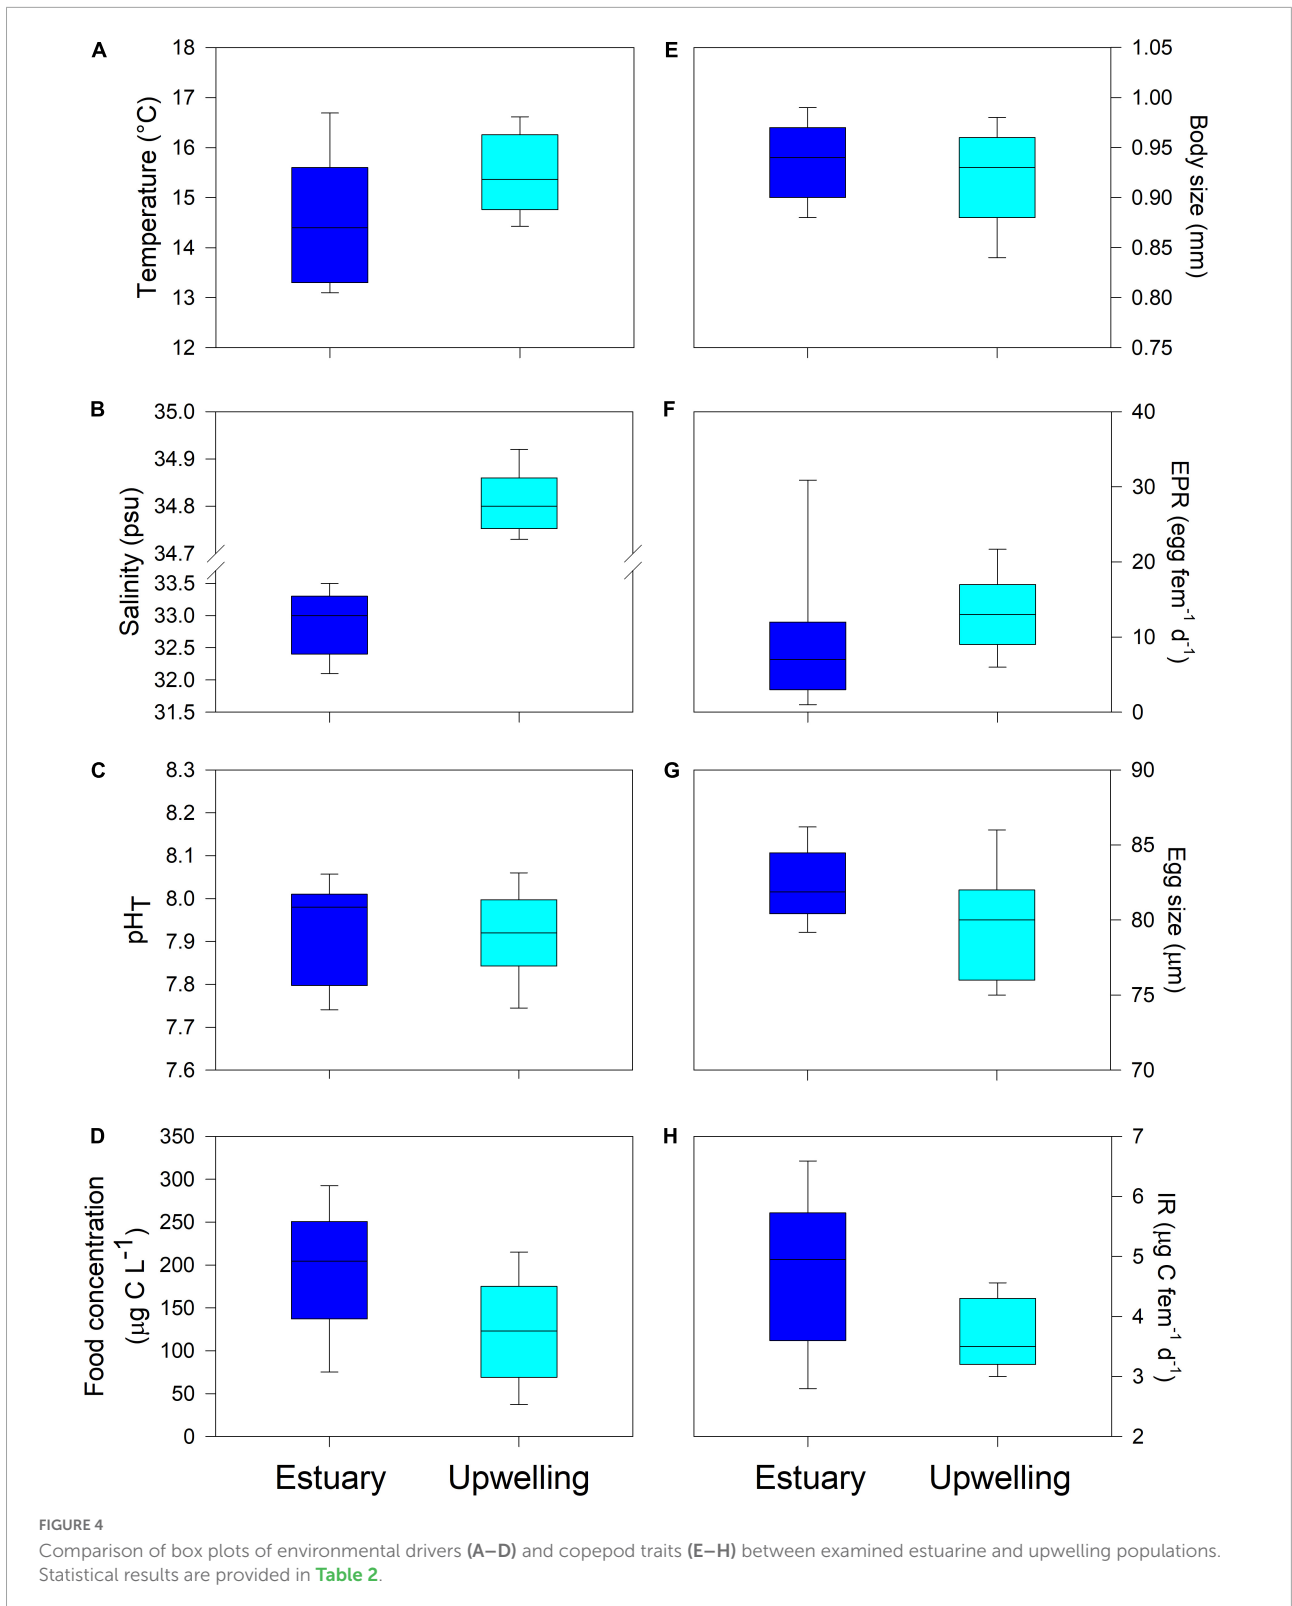 A
18
17
16
15
14
13
12
Temperature (°C)
E
1.05
1.00
0.95
0.90
0.85
0.80
0.75
Body size (mm)
B
35.0
34.9
34.8
34.7
33.5
33.0
32.5
32.0
31.5
Salinity (psu)
F
40
30
20
10
0
EPR (egg fem⁻¹ d⁻¹)
C
8.3
8.2
8.1
8.0
7.9
7.8
7.7
7.6
pHT
G
90
85
80
75
70
Egg size (μm)
D
350
300
250
200
150
100
50
0
Food concentration
(μg C L⁻¹)
H
7
6
5
4
3
2
IR (μg C fem⁻¹ d⁻¹)
Estuary Upwelling Estuary Upwelling
FIGURE 4
Comparison of box plots of environmental drivers (A–D) and copepod traits (E–H) between examined estuarine and upwelling populations.
Statistical results are provided in Table 2.